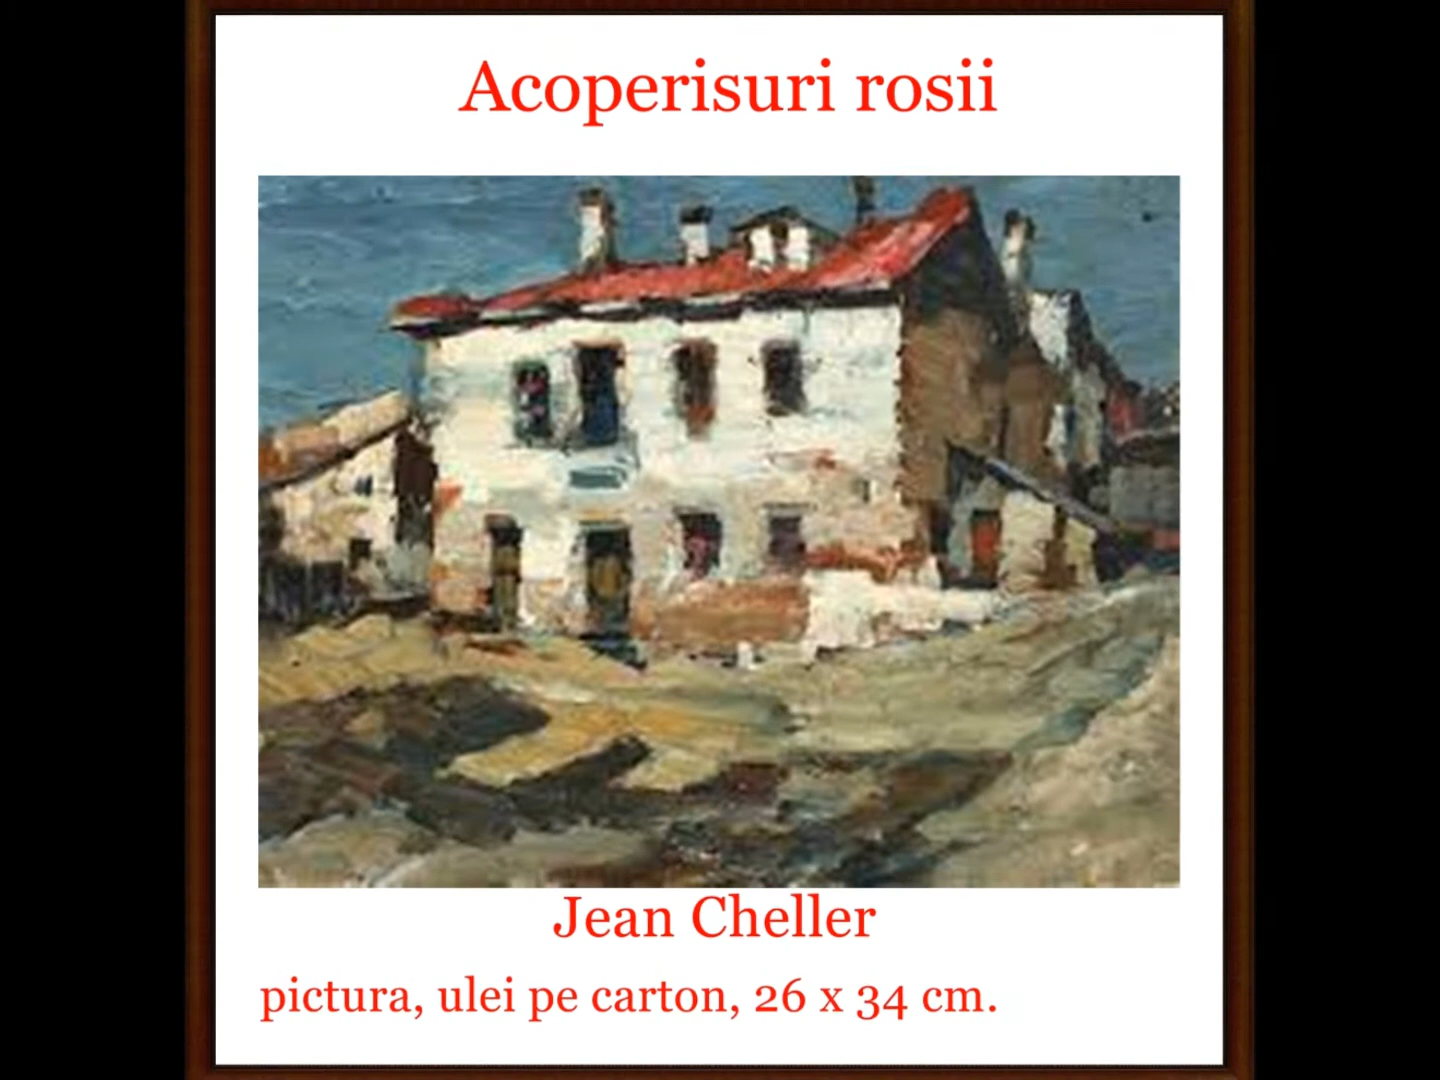 Acoperisuri rosii
Jean Cheller
pictura, ulei pe carton, 26 x 34 cm.